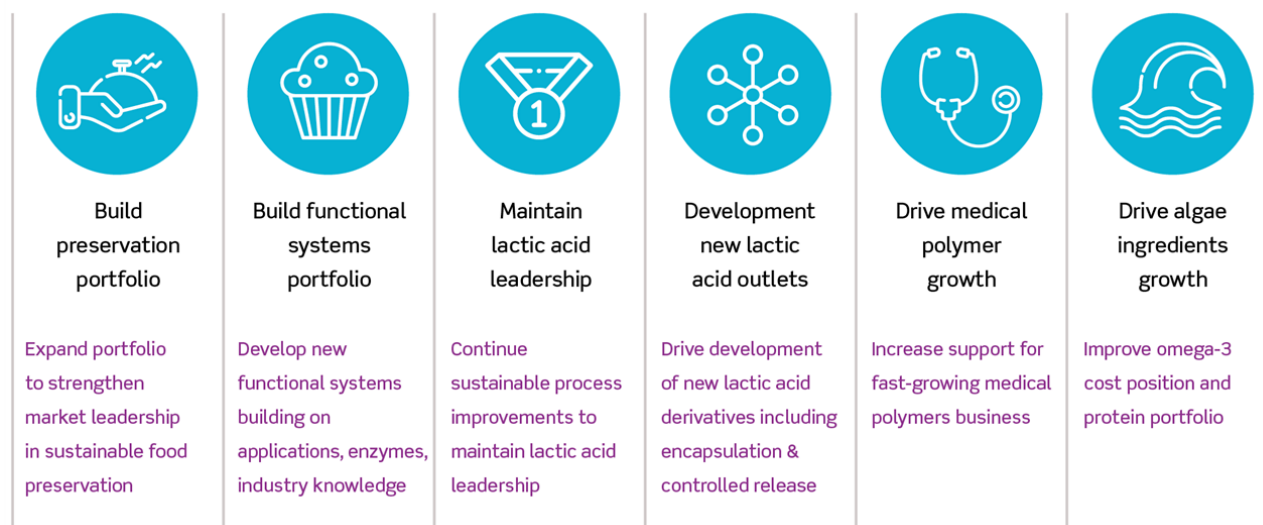 1
Build
preservation
portfolio
Expand portfolio
to strengthen
market leadership
in sustainable food
preservation
Build functional
systems
portfolio
Develop new
functional systems
building on
applications, enzymes,
industry knowledge
Maintain
lactic acid
leadership
Continue
sustainable process
improvements to
maintain lactic acid
leadership
Development
new lactic
acid outlets
Drive development
of new lactic acid
derivatives including
encapsulation &
controlled release
Drive medical
polymer
growth
Increase support for
fast-growing medical
polymers business
Drive algae
ingredients
growth
Improve omega-3
cost position and
protein portfolio